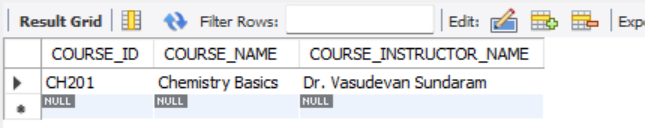 Result Grid Filter Rows: Edit: Expo
COURSE_ID COURSE_NAME COURSE_INSTRUCTOR_NAME
CH201 Chemistry Basics Dr. Vasudevan Sundaram
NULL NULL NULL